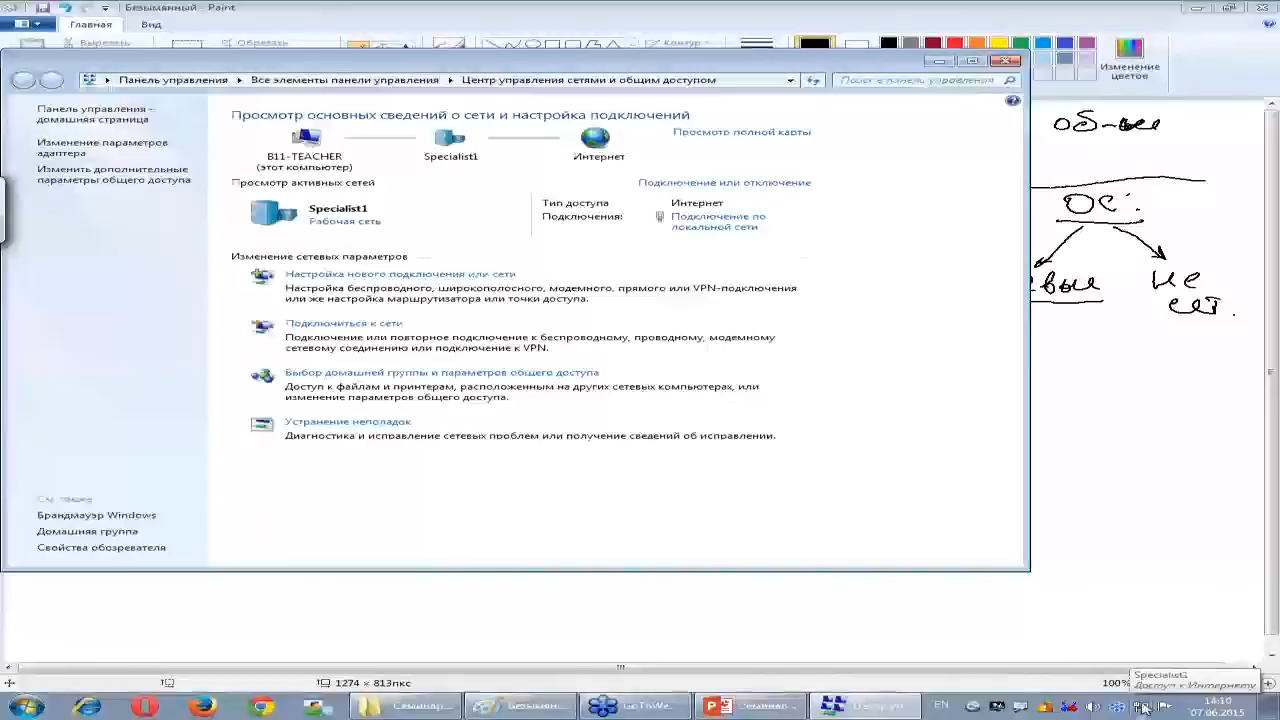 Безымянный - Paint
Главная
Вид
Вырезать
Обрезать
Контур
Изменение
цветов
Панель управления
Все элементы панели управления
Центр управления сетями и общим доступом
Поиск в панели управления
Панель управления -
домашняя страница
Изменение параметров
адаптера
Изменить дополнительные
параметры общего доступа
См. также
Брандмауэр Windows
Домашняя группа
Свойства обозревателя
Просмотр основных сведений о сети и настройка подключений
B11-TEACHER
(этот компьютер)
Specialist1
Интернет
Просмотр полной карты
Просмотр активных сетей
Подключение или отключение
Specialist1
Рабочая сеть
Тип доступа
Интернет
Подключения:
Подключение по
локальной сети
Изменение сетевых параметров
Настройка нового подключения или сети
Настройка беспроводного, широкополосного, модемного, прямого или VPN-подключения
или же настройка маршрутизатора или точки доступа.
Подключиться к сети
Подключение или повторное подключение к беспроводному, проводному, модемному
сетевому соединению или подключение к VPN.
Выбор домашней группы и параметров общего доступа
Доступ к файлам и принтерам, расположенным на других сетевых компьютерах, или
изменение параметров общего доступа.
Устранение неполадок
Диагностика и исправление сетевых проблем или получение сведений об исправлении.
ОС:
не
сет.
1274 × 813пкс
100%
Specialist1
Доступ к Интернету
Семинар...
Безымян...
GoToWe...
Семинар ...
EN
14:10
07.06.2015